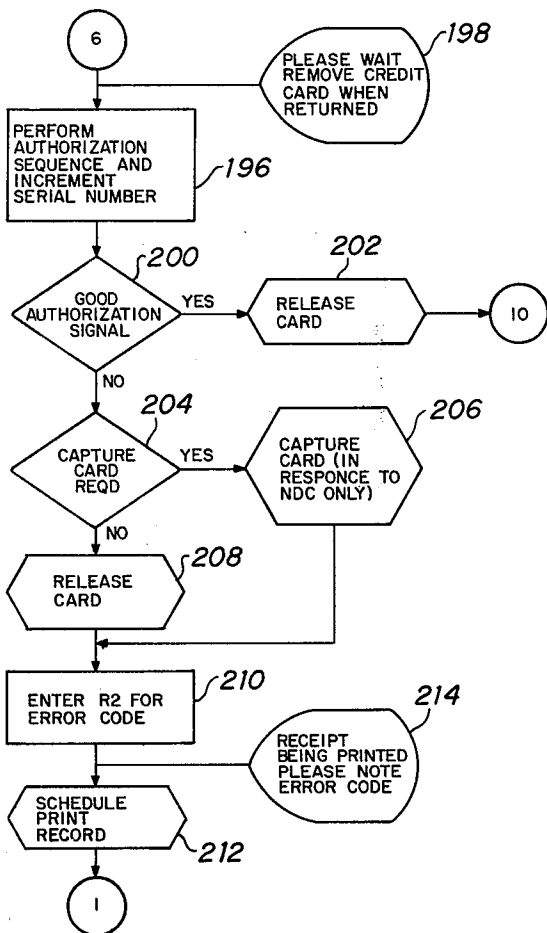 6
198
PLEASE WAIT
REMOVE CREDIT
CARD WHEN
RETURNED
PERFORM
AUTHORIZATION
SEQUENCE AND
INCREMENT
SERIAL NUMBER
196
200
GOOD
AUTHORIZATION
SIGNAL
YES
202
RELEASE
CARD
10
NO
204
CAPTURE
CARD
REQD
YES
206
CAPTURE
CARD (IN
RESPONCE TO
NDC ONLY)
NO
208
RELEASE
CARD
210
ENTER R2 FOR
ERROR CODE
214
RECEIPT
BEING PRINTED
PLEASE NOTE
ERROR CODE
SCHEDULE
PRINT
RECORD
212
1